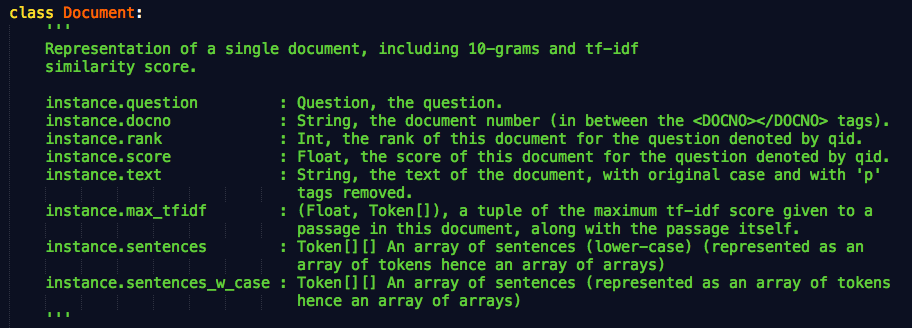 class Document:
    '''
    Representation of a single document, including 10-grams and tf-idf
    similarity score.

    instance.question         : Question, the question.
    instance.docno            : String, the document number (in between the <DOCNO></DOCNO> tags).
    instance.rank             : Int, the rank of this document for the question denoted by qid.
    instance.score            : Float, the score of this document for the question denoted by qid.
    instance.text             : String, the text of the document, with original case and with 'p'
                                tags removed.
    instance.max_tfidf        : (Float, Token[]), a tuple of the maximum tf-idf score given to a
                                passage in this document, along with the passage itself.
    instance.sentences        : Token[][] An array of sentences (lower-case) (represented as an
                                array of tokens hence an array of arrays)
    instance.sentences_w_case : Token[][] An array of sentences (represented as an array of tokens
                                hence an array of arrays)
    '''